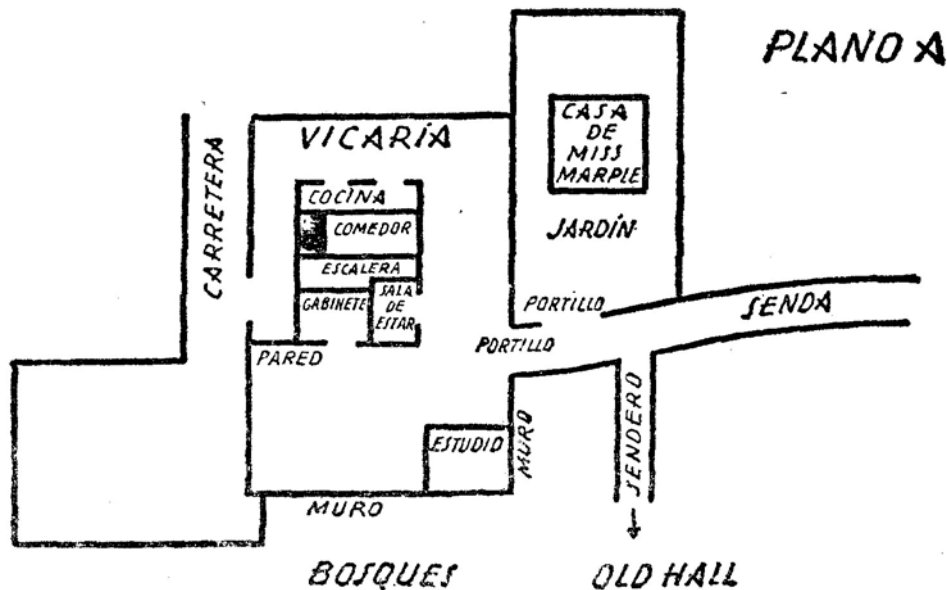 PLANO A
CASA
DE
MISS
MARPLE
VICARÍA
COCINA
COMEDOR
CARRETERA
JARDÍN
ESCALERA
GABINETE
SALA
DE
ESTAR
PORTILLO
SENDA
PARED
PORTILLO
SENDERO
ESTUDIO
MURO
MURO
BOSQUES
OLD HALL